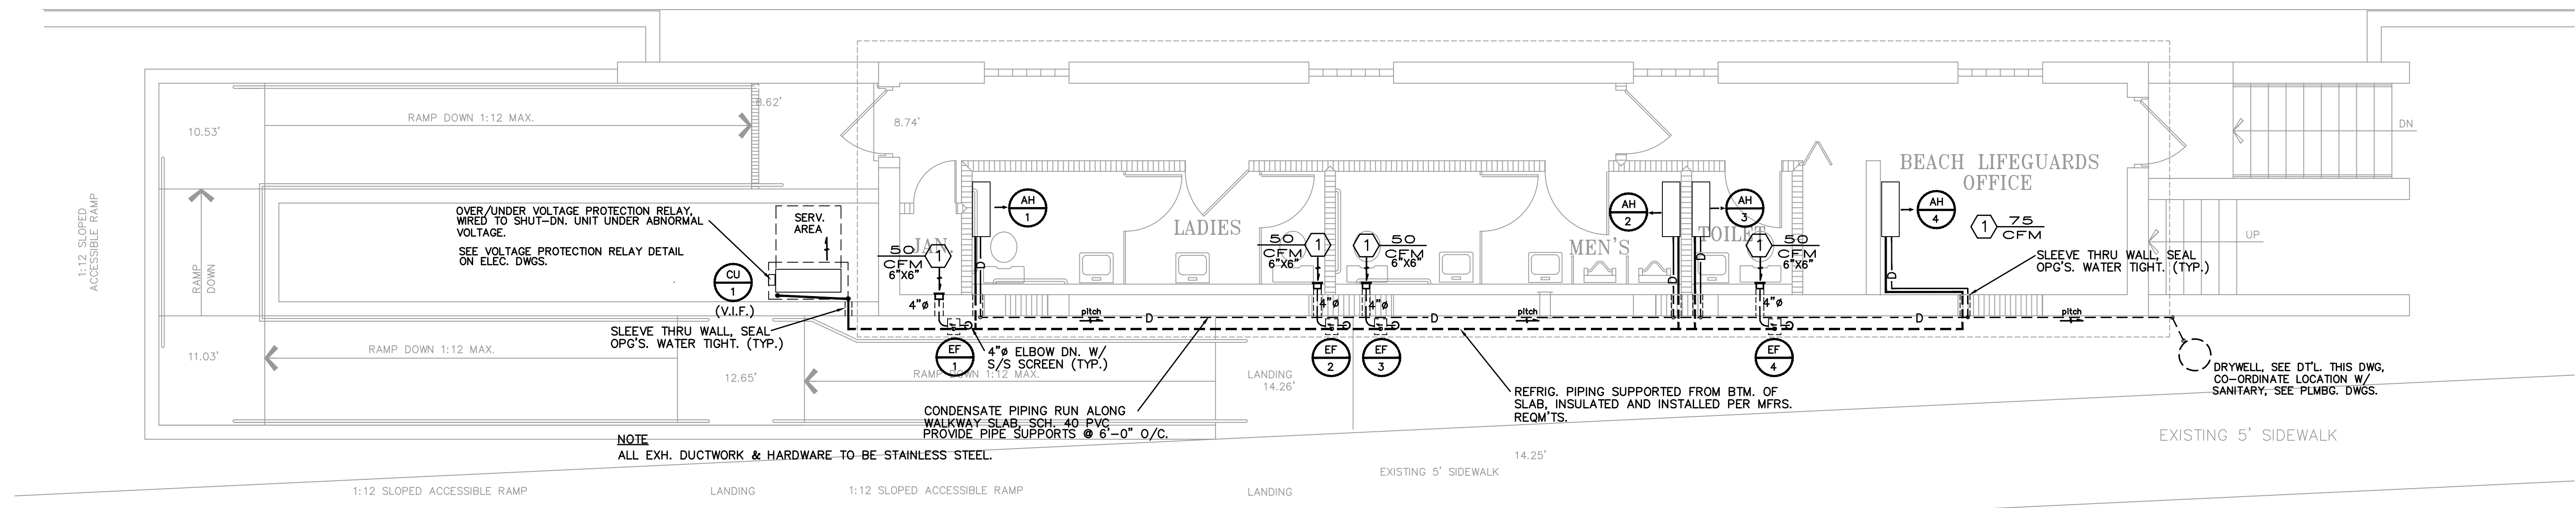 8.62'
RAMP DOWN 1:12 MAX.
10.53'
8.74'
DN
BEACH LIFEGUARDS
OFFICE
1:12 SLOPED
ACCESSIBLE RAMP
RAMP
DOWN
OVER/UNDER VOLTAGE PROTECTION RELAY,
WIRED TO SHUT-DN. UNIT UNDER ABNORMAL
VOLTAGE.
SEE VOLTAGE PROTECTION RELAY DETAIL
ON ELEC. DWGS.
SERV.
AREA
CU
1
(V.I.F.)
SLEEVE THRU WALL, SEAL
OPG'S. WATER TIGHT. (TYP.)
JAN.
50
CFM
6"X6"
1
4"ø
AH
1
LADIES
50
CFM
6"X6"
1
4"ø
1
50
CFM
6"X6"
4"ø
MEN'S
AH
2
AH
3
TOILET
1
50
CFM
6"X6"
4"ø
AH
4
1
75
CFM
SLEEVE THRU WALL, SEAL
OPG'S. WATER TIGHT. (TYP.)
UP
D
D
D
D
D
pitch
D
D
pitch
D
pitch
EF
1
4"ø ELBOW DN. W/
S/S SCREEN (TYP.)
EF
2
EF
3
EF
4
11.03'
RAMP DOWN 1:12 MAX.
12.65'
RAMP DOWN 1:12 MAX.
LANDING
14.26'
CONDENSATE PIPING RUN ALONG
WALKWAY SLAB, SCH. 40 PVC
PROVIDE PIPE SUPPORTS @ 6'-0" O/C.
REFRIG. PIPING SUPPORTED FROM BTM. OF
SLAB, INSULATED AND INSTALLED PER MFRS.
REQM'TS.
DRYWELL, SEE DT'L. THIS DWG,
CO-ORDINATE LOCATION W/
SANITARY, SEE PLMBG. DWGS.
NOTE
ALL EXH. DUCTWORK & HARDWARE TO BE STAINLESS STEEL.
EXISTING 5' SIDEWALK
14.25'
EXISTING 5' SIDEWALK
1:12 SLOPED ACCESSIBLE RAMP
LANDING
1:12 SLOPED ACCESSIBLE RAMP
LANDING